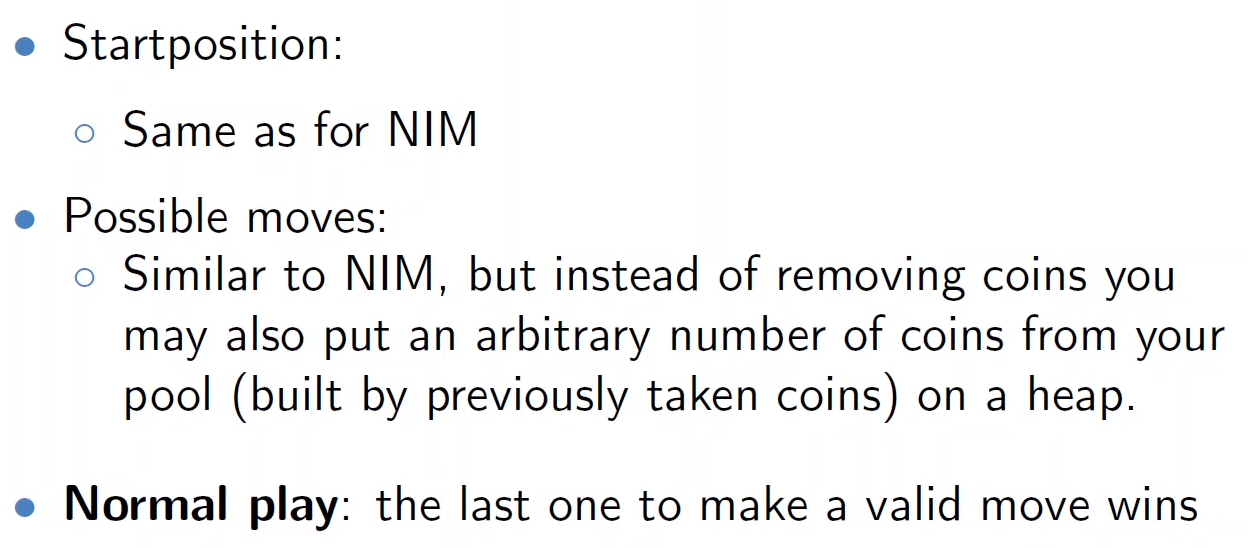 • Startposition:
◦ Same as for NIM
• Possible moves:
◦ Similar to NIM, but instead of removing coins you
may also put an arbitrary number of coins from your
pool (built by previously taken coins) on a heap.
• Normal play: the last one to make a valid move wins